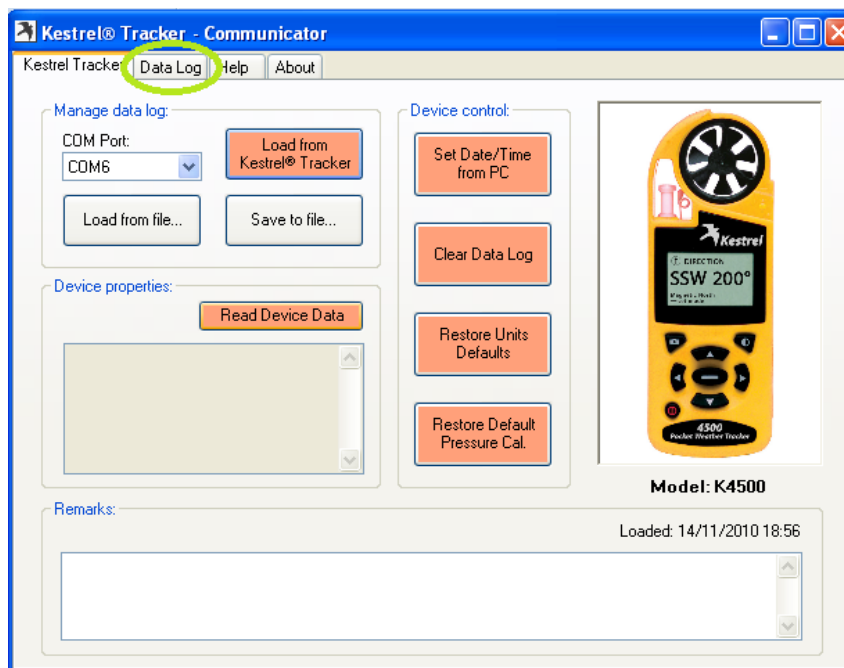 Kestrel® Tracker - Communicator
Kestrel Tracker Data Log Help About
Manage data log:
COM Port:
COM6
Load from
Kestrel® Tracker
Load from file...
Save to file...
Device properties:
Read Device Data
Device control:
Set Date/Time
from PC
Clear Data Log
Restore Units
Defaults
Restore Default
Pressure Cal.
Kestrel
DIRECTION
SSW 200°
Magnetic North
4500
Pocket Weather Tracker
Model: K4500
Remarks:
Loaded: 14/11/2010 18:56